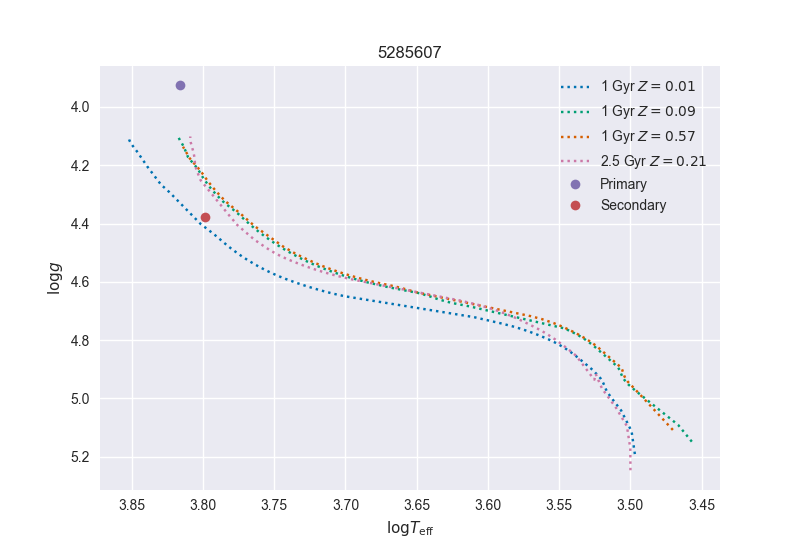 5285607
1 Gyr Z = 0.01
1 Gyr Z = 0.09
1 Gyr Z = 0.57
2.5 Gyr Z = 0.21
Primary
Secondary
log g
4.0
4.2
4.4
4.6
4.8
5.0
5.2
3.85 3.80 3.75 3.70 3.65 3.60 3.55 3.50 3.45
log T_eff